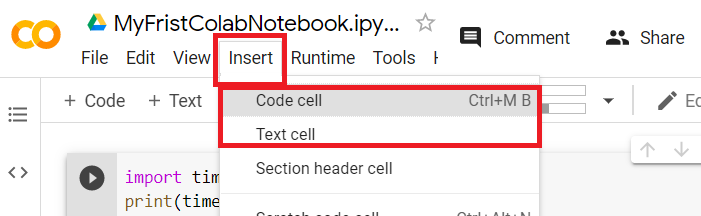 MyFristColabNotebook.ipy...
Comment
Share
File Edit View Insert Runtime Tools
+ Code + Text
Code cell Ctrl+M B
Text cell
Section header cell
import tim
print(time